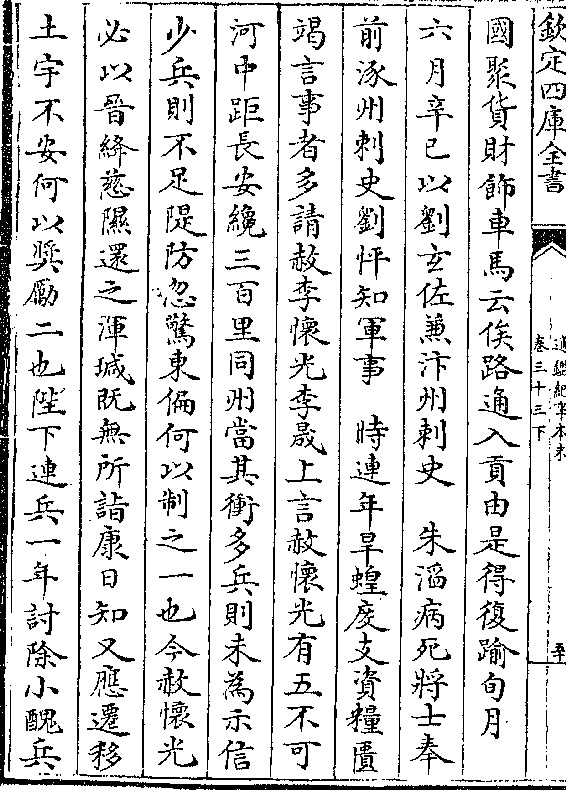 欽定四庫全書
通鑑紀事本末
卷三十三下
至
國聚貨財飾車馬云俟路通入貢由是得復踰旬月
六月辛巳以劉玄佐兼汴州刺史　朱滔病死將士奉
前涿州刺史劉怦知軍事　時連年旱蝗度支資糧匱
竭言事者多請赦李懷光李晟上言赦懷光有五不可
河中距長安纔三百里同州當其衝多兵則未為示信
少兵則不足隄防忽驚東偏何以制之一也今赦懷光
必以晉絳慈隰還之渾瑊既無所詣康日知又應遷移
土宇不安何以奬勵二也陛下連兵一年討除小醜兵